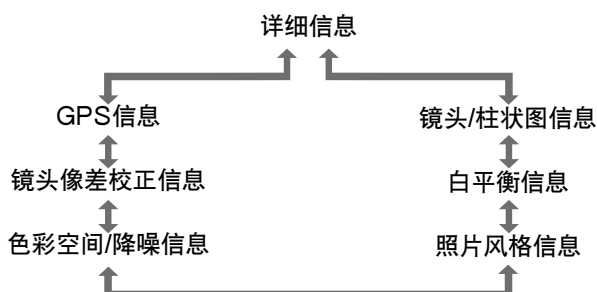 详细信息
GPS信息
镜头/柱状图信息
镜头像差校正信息
白平衡信息
色彩空间/降噪信息
照片风格信息